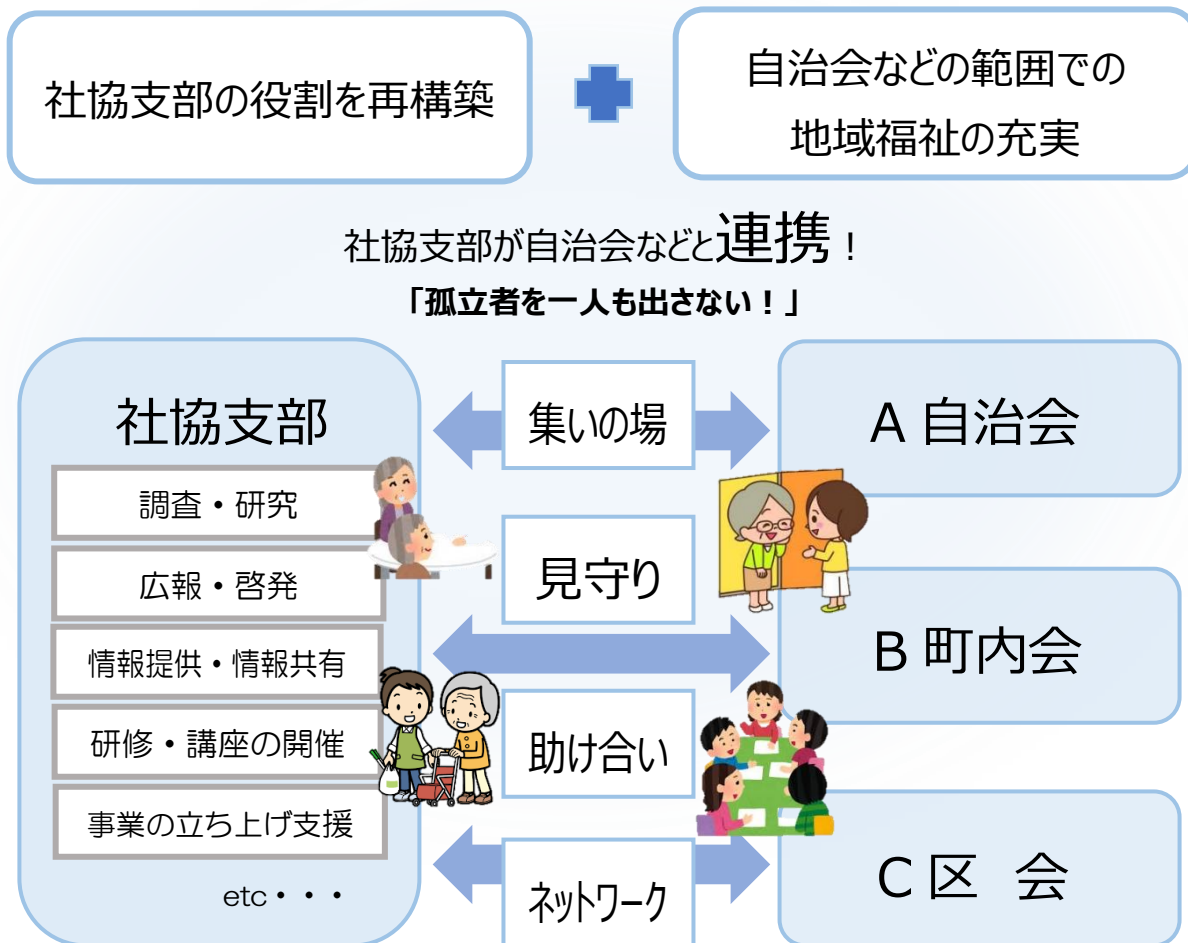 社協支部の役割を再構築
自治会などの範囲での
地域福祉の充実
社協支部が自治会などと連携！
「孤立者を一人も出さない！」
社協支部
調査・研究
広報・啓発
情報提供・情報共有
研修・講座の開催
事業の立ち上げ支援
etc・・・
集いの場
見守り
助け合い
ネットワーク
A 自治会
B 町内会
C 区 会